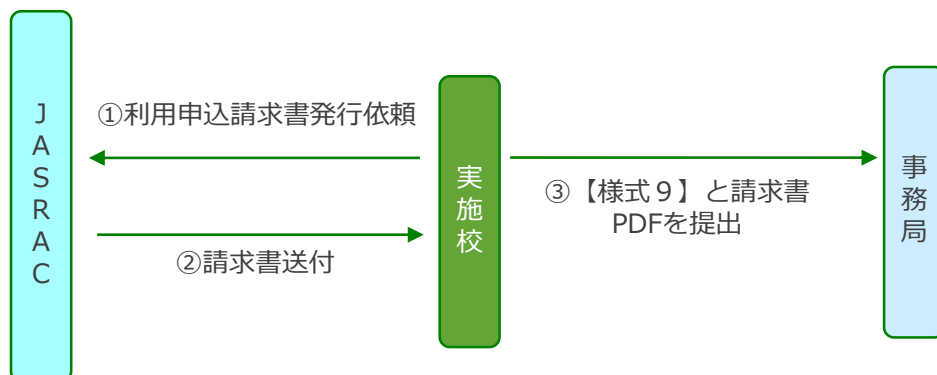 JASRAC
①利用申込請求書発行依頼
②請求書送付
実施校
③【様式９】と請求書
PDFを提出
事務局